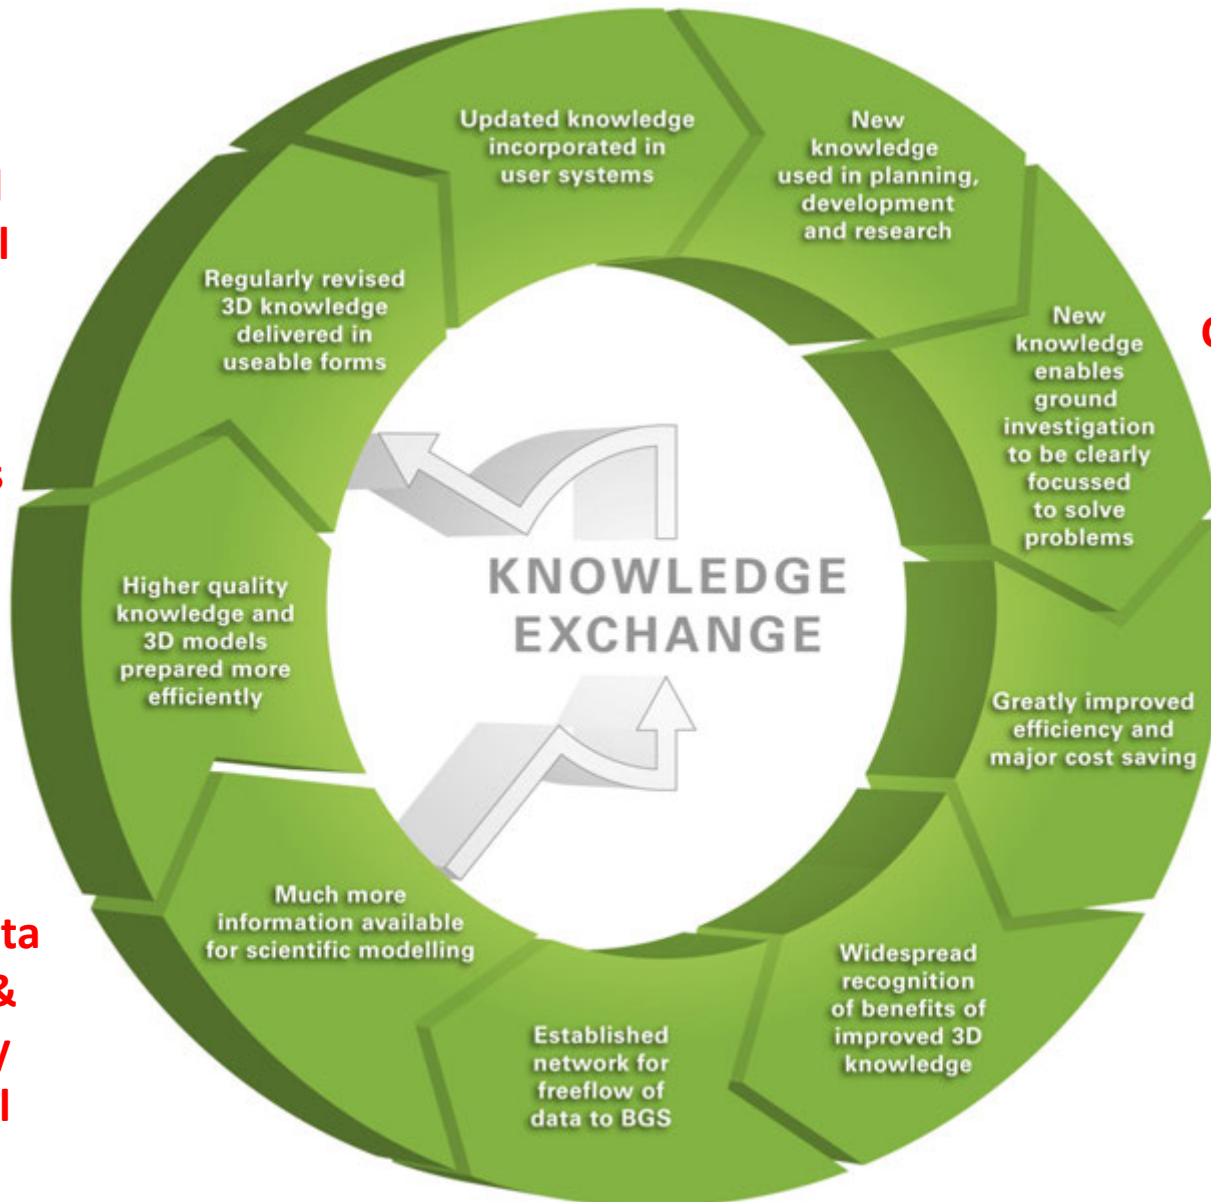 Updated knowledge
incorporated in
user systems
New
knowledge
used in planning,
development
and research
New
knowledge
enables
ground
investigation
to be clearly
focussed
to solve
problems
Greatly improved
efficiency and
major cost saving
Widespread
recognition
of benefits of
improved 3D
knowledge
Established
network for
freeflow of
data to BGS
Much more
information available
for scientific modelling
Higher quality
knowledge and
3D models
prepared more
efficiently
Regularly revised
3D knowledge
delivered in
useable forms
KNOWLEDGE
EXCHANGE
&